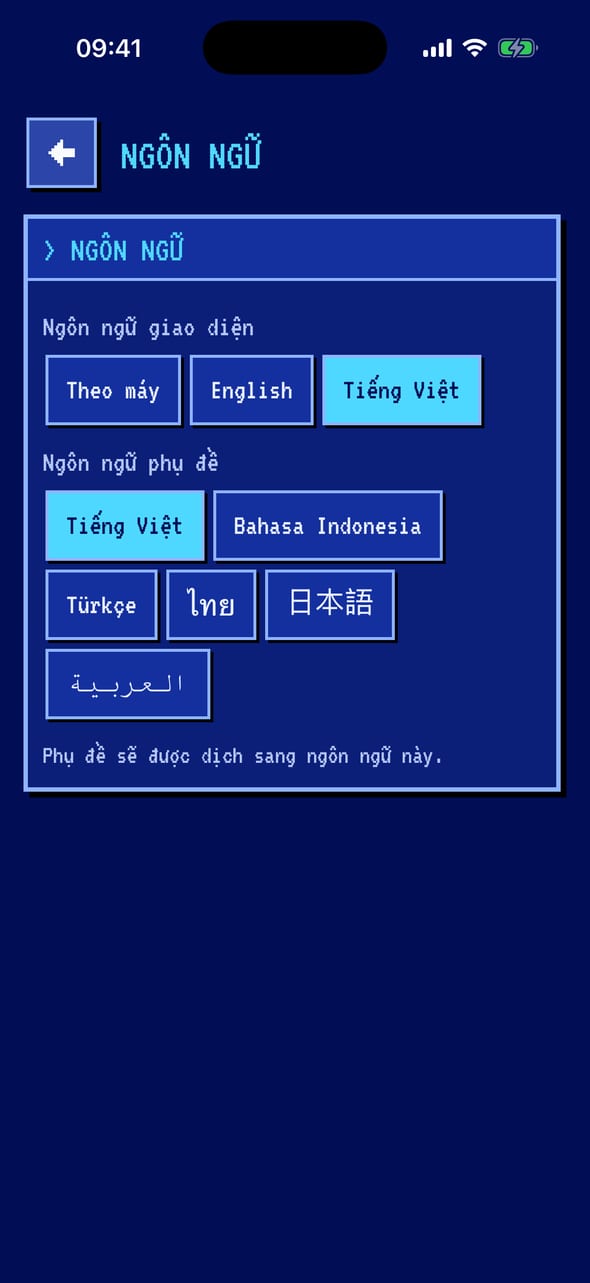 09:41
NGÔN NGỮ
> NGÔN NGỮ
Ngôn ngữ giao diện
Theo máy English Tiếng Việt
Ngôn ngữ phụ đề
Tiếng Việt Bahasa Indonesia
Türkçe ไทย 日本語
العربية
Phụ đề sẽ được dịch sang ngôn ngữ này.